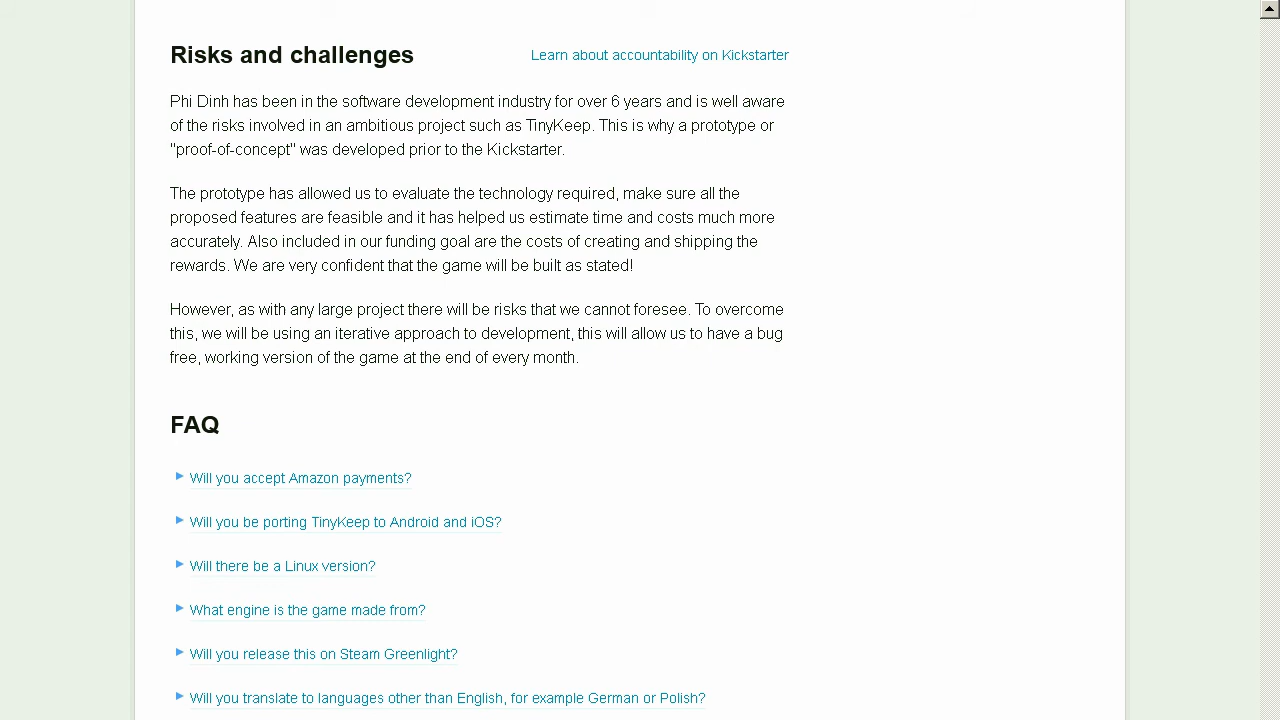 Risks and challenges
Learn about accountability on Kickstarter
Phi Dinh has been in the software development industry for over 6 years and is well aware
of the risks involved in an ambitious project such as TinyKeep. This is why a prototype or
"proof-of-concept" was developed prior to the Kickstarter.
The prototype has allowed us to evaluate the technology required, make sure all the
proposed features are feasible and it has helped us estimate time and costs much more
accurately. Also included in our funding goal are the costs of creating and shipping the
rewards. We are very confident that the game will be built as stated!
However, as with any large project there will be risks that we cannot foresee. To overcome
this, we will be using an iterative approach to development, this will allow us to have a bug
free, working version of the game at the end of every month.
FAQ
Will you accept Amazon payments?
Will you be porting TinyKeep to Android and iOS?
Will there be a Linux version?
What engine is the game made from?
Will you release this on Steam Greenlight?
Will you translate to languages other than English, for example German or Polish?